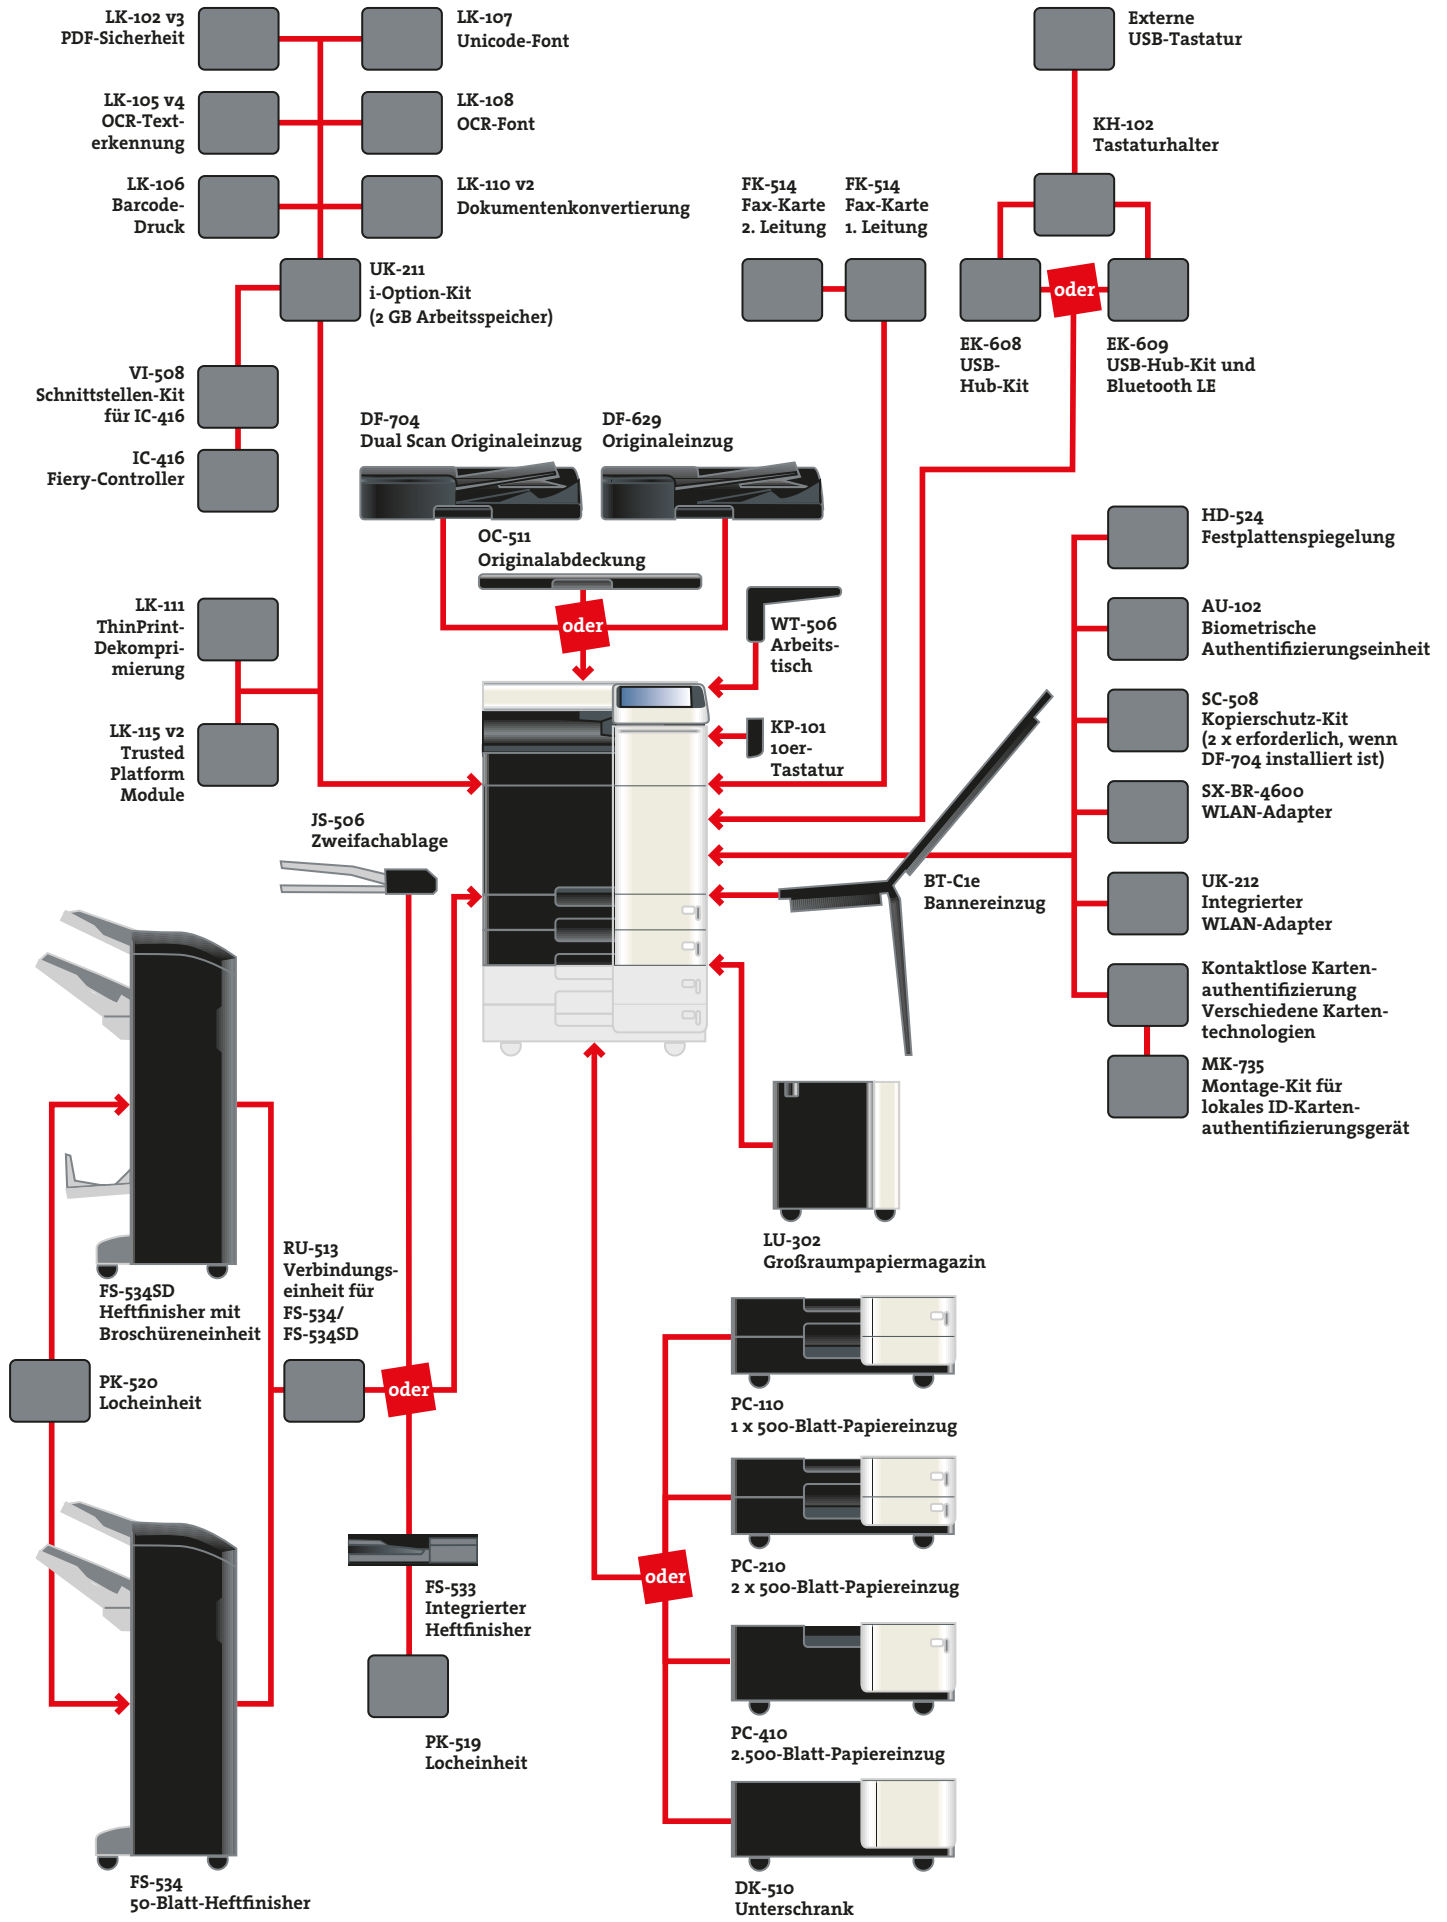 LK-102 v3
PDF-Sicherheit
LK-107
Unicode-Font
Externe
USB-Tastatur
LK-105 v4
OCR-Text-
erkennung
LK-108
OCR-Font
KH-102
Tastaturhalter
LK-106
Barcode-
Druck
LK-110 v2
Dokumentenkonvertierung
FK-514
Fax-Karte
2. Leitung
FK-514
Fax-Karte
1. Leitung
UK-211
i-Option-Kit
(2 GB Arbeitsspeicher)
oder
EK-608
USB-
Hub-Kit
EK-609
USB-Hub-Kit und
Bluetooth LE
VI-508
Schnittstellen-Kit
für IC-416
IC-416
Fiery-Controller
DF-704
Dual Scan Originaleinzug
DF-629
Originaleinzug
OC-511
Originalabdeckung
oder
HD-524
Festplattenspiegelung
LK-111
ThinPrint-
Dekompri-
mierung
WT-506
Arbeits-
tisch
AU-102
Biometrische
Authentifizierungseinheit
LK-115 v2
Trusted
Platform
Module
KP-101
10er-
Tastatur
SC-508
Kopierschutz-Kit
(2 x erforderlich, wenn
DF-704 installiert ist)
SX-BR-4600
WLAN-Adapter
JS-506
Zweifachablage
BT-C1e
Bannereinzug
UK-212
Integrierter
WLAN-Adapter
Kontaktlose Karten-
authentifizierung
Verschiedene Karten-
technologien
MK-735
Montage-Kit für
lokales ID-Karten-
authentifizierungsgerät
LU-302
Großraumpapiermagazin
FS-534SD
Heftfinisher mit
Broschüreneinheit
RU-513
Verbindungs-
einheit für
FS-534/
FS-534SD
PK-520
Locheinheit
oder
PC-110
1 x 500-Blatt-Papiereinzug
PC-210
2 x 500-Blatt-Papiereinzug
oder
FS-533
Integrierter
Heftfinisher
PK-519
Locheinheit
PC-410
2.500-Blatt-Papiereinzug
FS-534
50-Blatt-Heftfinisher
DK-510
Unterschrank